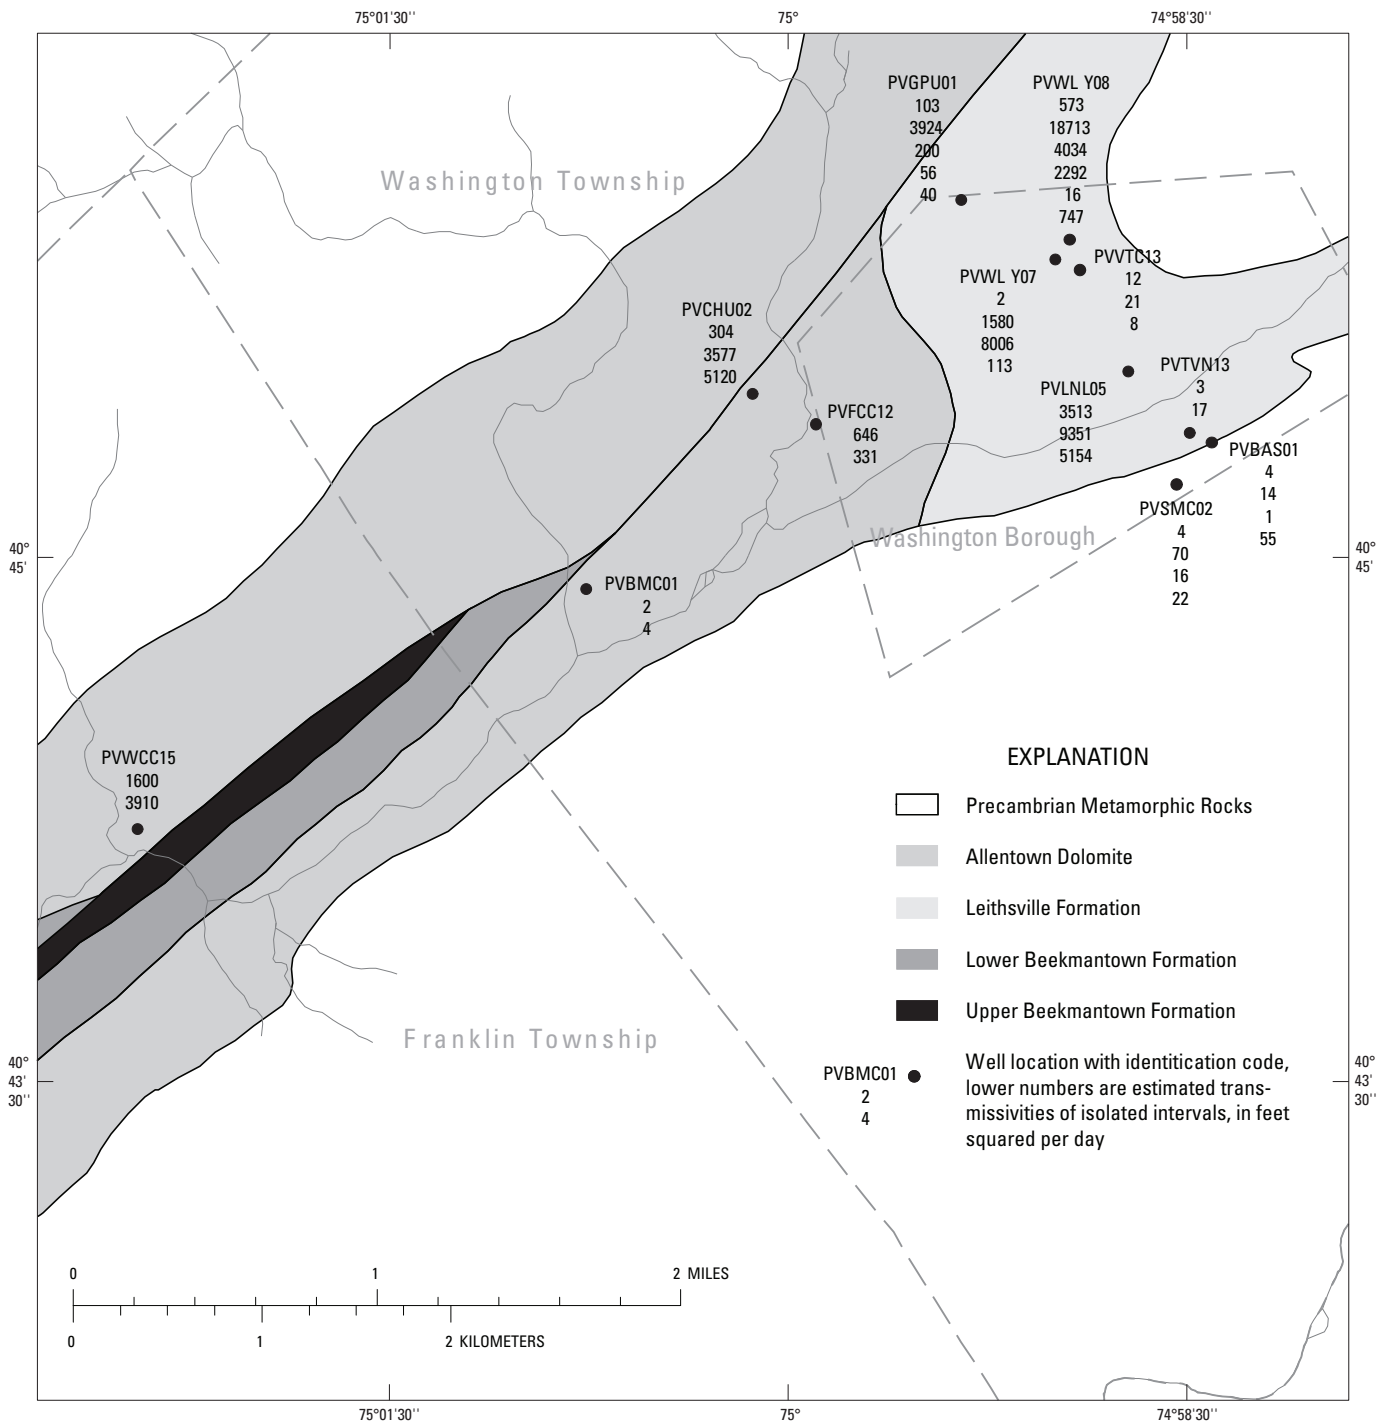 75°01'30''
75°
74°58'30''
PVGPU01
103
3924
200
56
40
PVWL Y08
573
18713
4034
2292
16
747
Washington Township
PVWL Y07
2
1580
8006
113
PVVTC13
12
21
8
PVCHU02
304
3577
5120
PVTVN13
3
17
PVLNL05
3513
9351
5154
PVFCC12
646
331
PVBAS01
4
14
1
55
PVSMC02
4
70
16
22
Washington Borough
40°
45'
40°
45'
PVBMC01
2
4
PVWCC15
1600
3910
EXPLANATION
Precambrian Metamorphic Rocks
Allentown Dolomite
Leithsville Formation
Lower Beekmantown Formation
Upper Beekmantown Formation
PVBMC01
2
4
Well location with identitication code,
lower numbers are estimated trans-
missivities of isolated intervals, in feet
squared per day
Franklin Township
40°
43'
30''
40°
43'
30''
0 1 2 MILES
0 1 2 KILOMETERS
75°01'30''
75°
74°58'30''